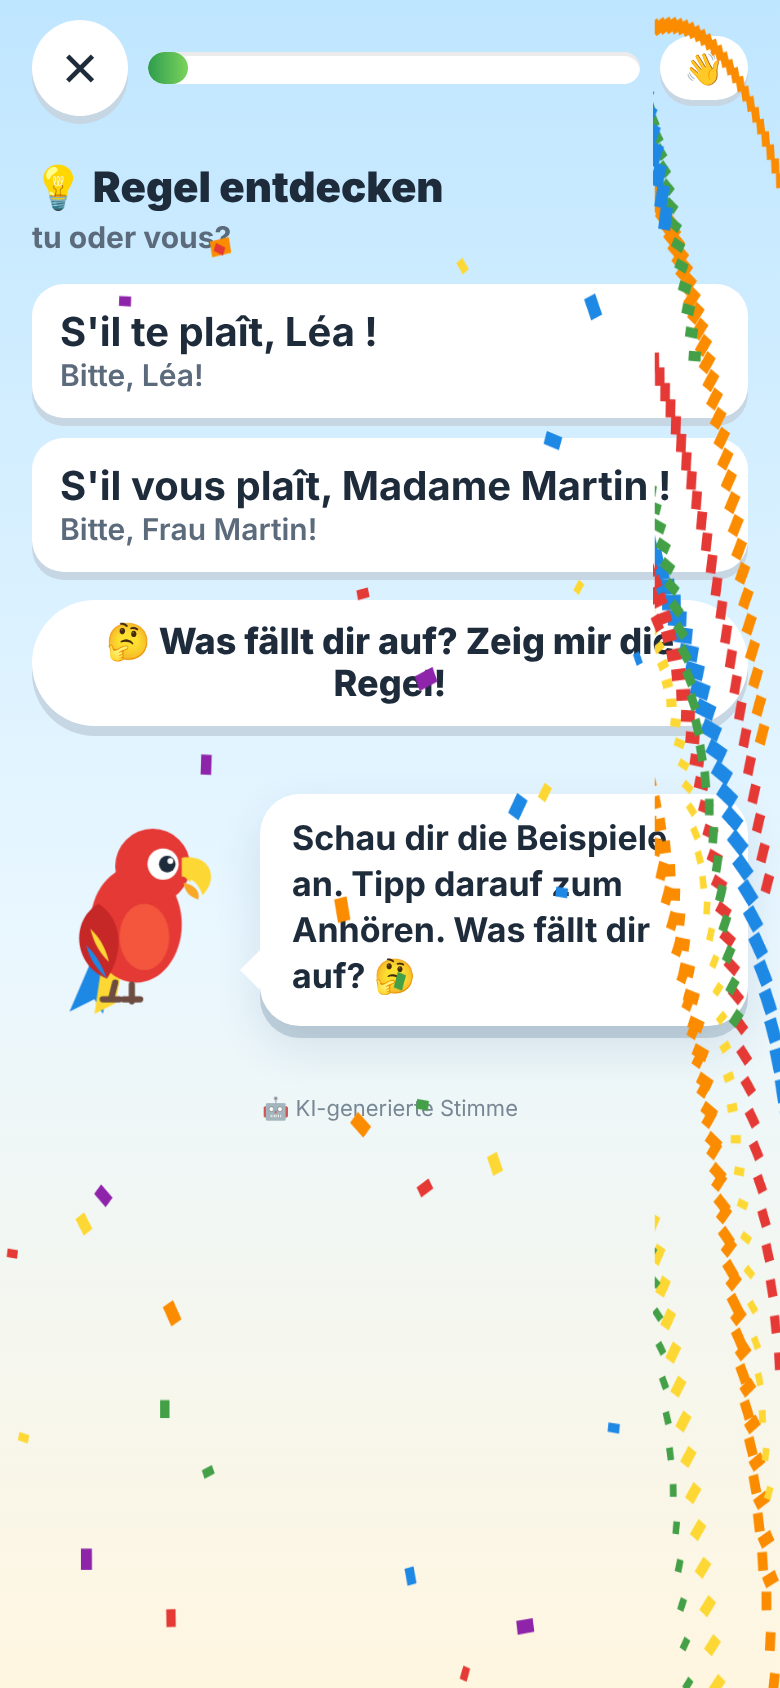 Regel entdecken
tu oder vous?
S'il te plaît, Léa !
Bitte, Léa!
S'il vous plaît, Madame Martin !
Bitte, Frau Martin!
Was fällt dir auf? Zeig mir die
Regel!
Schau dir die Beispiele
an. Tipp darauf zum
Anhören. Was fällt dir
auf?
KI-generierte Stimme